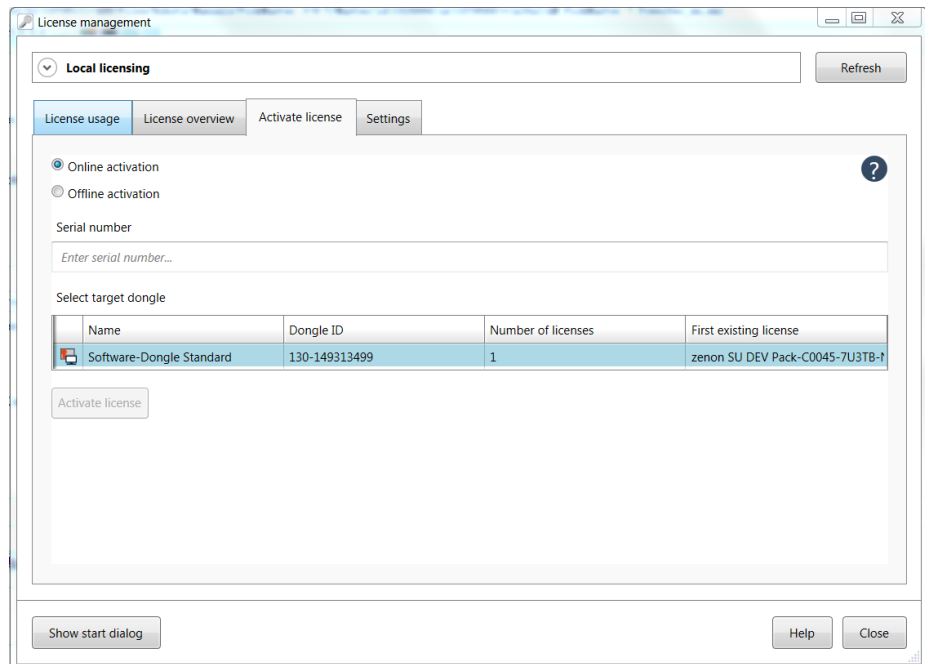 License management
Local licensing
Refresh
License usage License overview Activate license Settings
Online activation
?
Offline activation
Serial number
Enter serial number...
Select target dongle
Name Dongle ID Number of licenses First existing license
Software-Dongle Standard 130-149313499 1 zenon SU DEV Pack-C0045-7U3TB-
Activate license
Show start dialog Help Close